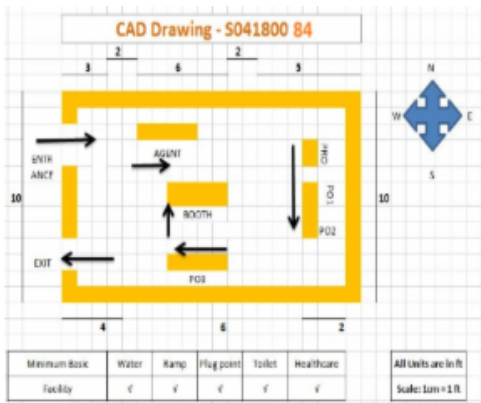 CAD Drawing - S041800 84
2 2
3 6 5
N
W E
S
ENTR
ANCE
AGENT
PRO
PO1
10
BOOTH
10
PO2
EXIT
PO3
4 6 2
Minimum Basic Water Ramp Plug point Toilet Healthcare
Facility √ √ √ √ √
All Units are in ft
Scale: 1cm = 1 ft